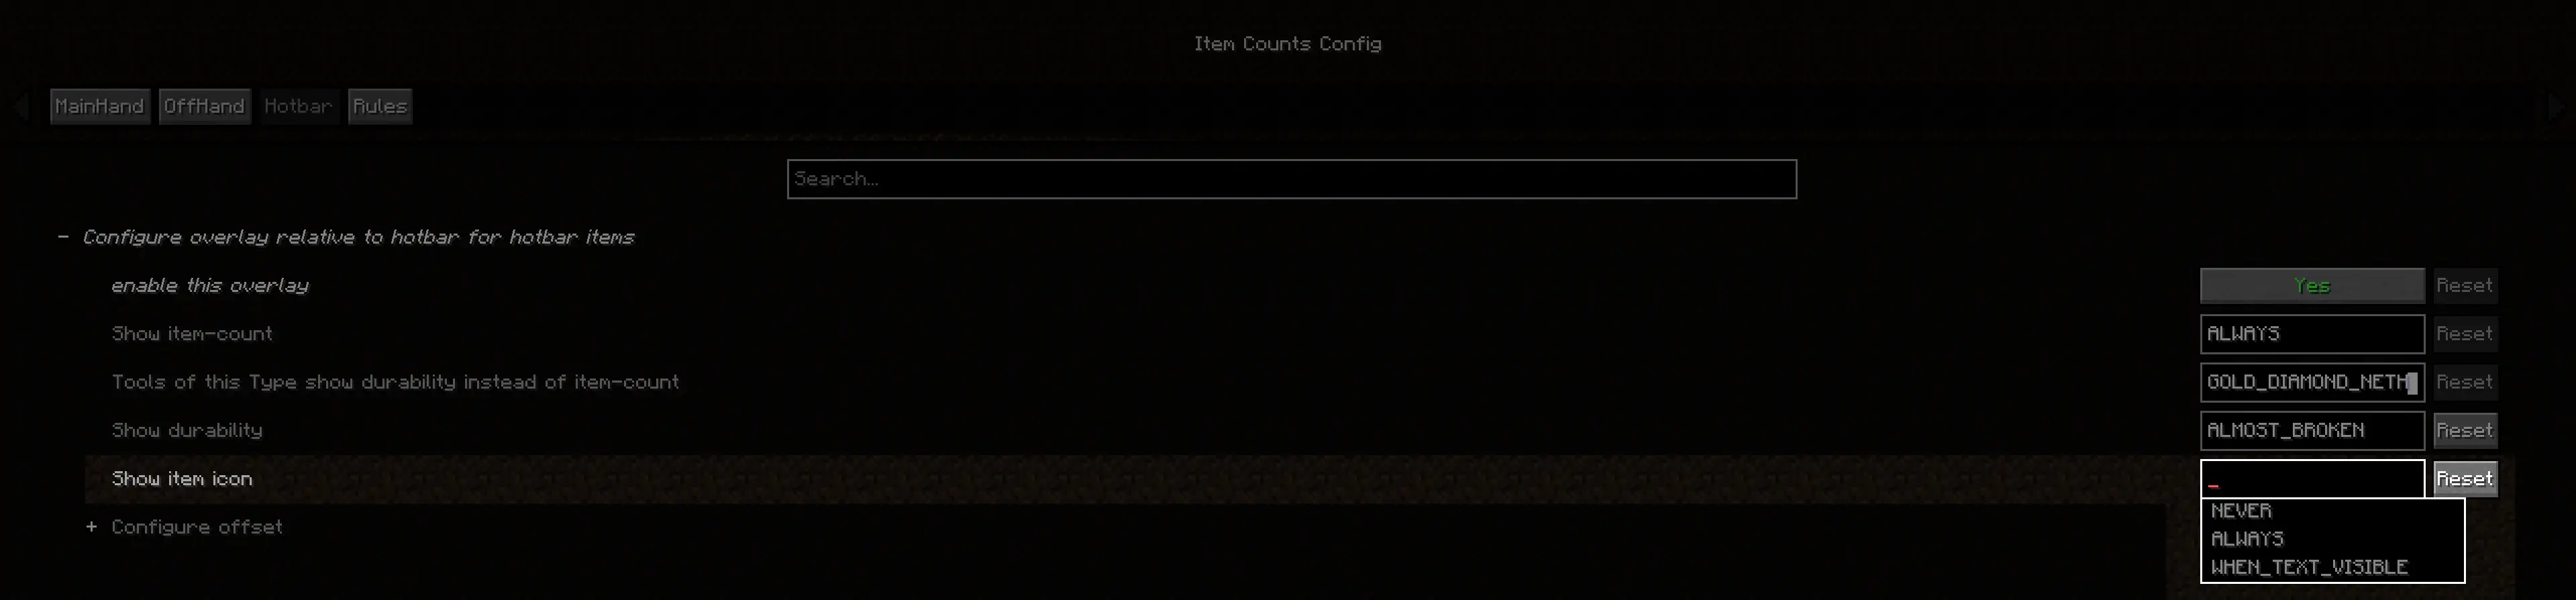 Item Counts Config
MainHand OffHand Hotbar Rules
Search...
- Configure overlay relative to hotbar for hotbar items
enable this overlay Yes Reset
Show item-count ALWAYS Reset
Tools of this Type show durability instead of item-count GOLD_DIAMOND_NETH Reset
Show durability ALMOST_BROKEN Reset
Show item icon _ Reset
NEVER
+ Configure offset
ALWAYS
WHEN_TEXT_VISIBLE